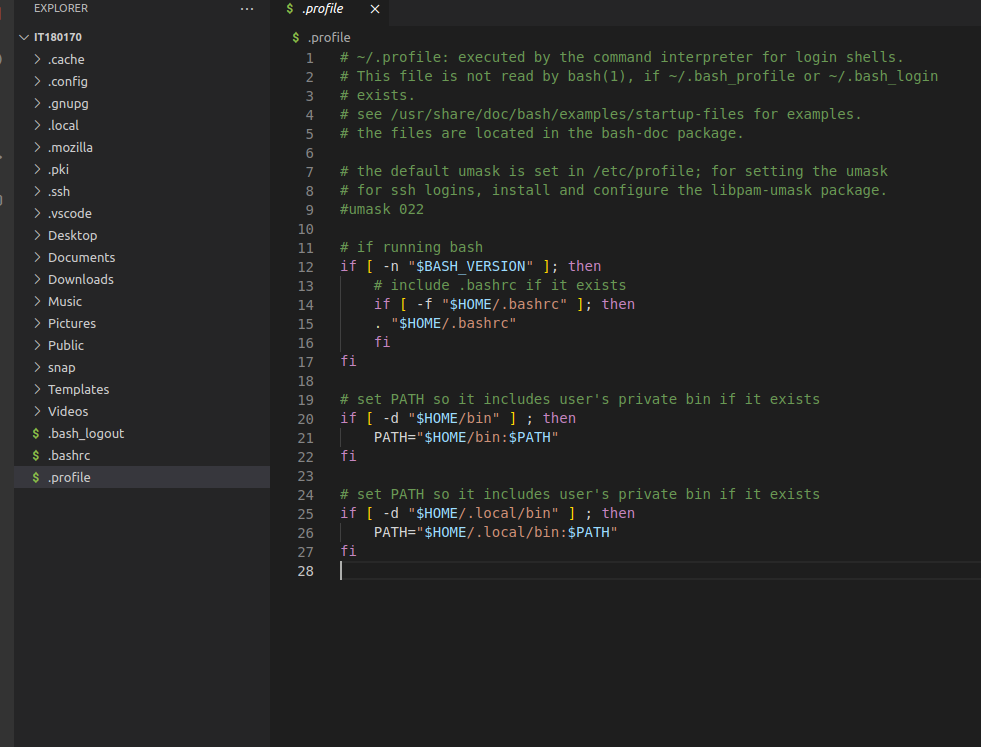 EXPLORER
...
IT180170
.cache
.config
.gnupg
.local
.mozilla
.pki
.ssh
.vscode
Desktop
Documents
Downloads
Music
Pictures
Public
snap
Templates
Videos
$ .bash_logout
$ .bashrc
$ .profile
$ .profile ×
$ .profile
1 # ~/.profile: executed by the command interpreter for login shells.
2 # This file is not read by bash(1), if ~/.bash_profile or ~/.bash_login
3 # exists.
4 # see /usr/share/doc/bash/examples/startup-files for examples.
5 # the files are located in the bash-doc package.
6
7 # the default umask is set in /etc/profile; for setting the umask
8 # for ssh logins, install and configure the libpam-umask package.
9 #umask 022
10
11 # if running bash
12 if [ -n "$BASH_VERSION" ]; then
13     # include .bashrc if it exists
14     if [ -f "$HOME/.bashrc" ]; then
15     . "$HOME/.bashrc"
16     fi
17 fi
18
19 # set PATH so it includes user's private bin if it exists
20 if [ -d "$HOME/bin" ] ; then
21     PATH="$HOME/bin:$PATH"
22 fi
23
24 # set PATH so it includes user's private bin if it exists
25 if [ -d "$HOME/.local/bin" ] ; then
26     PATH="$HOME/.local/bin:$PATH"
27 fi
28